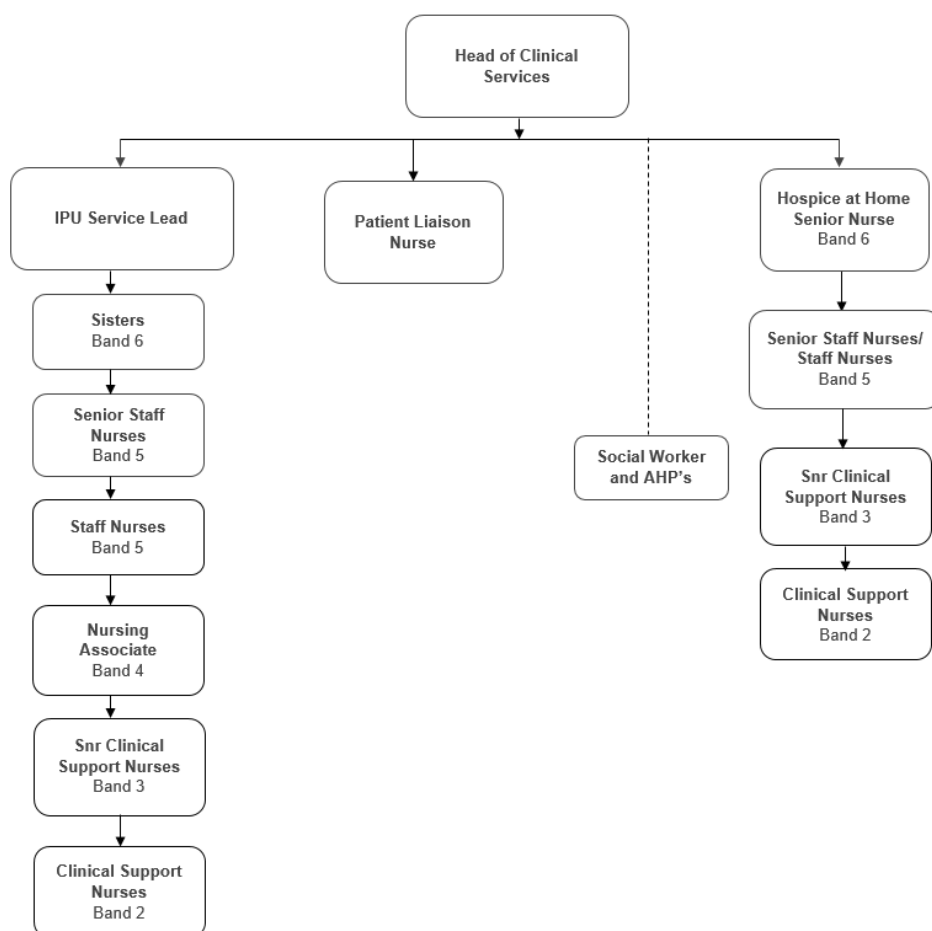 Head of Clinical
Services
IPU Service Lead
Patient Liaison
Nurse
Hospice at Home
Senior Nurse
Band 6
Sisters
Band 6
Senior Staff Nurses/
Staff Nurses
Band 5
Senior Staff
Nurses
Band 5
Social Worker
and AHP's
Snr Clinical
Support Nurses
Band 3
Staff Nurses
Band 5
Clinical Support
Nurses
Band 2
Nursing
Associate
Band 4
Snr Clinical
Support Nurses
Band 3
Clinical Support
Nurses
Band 2